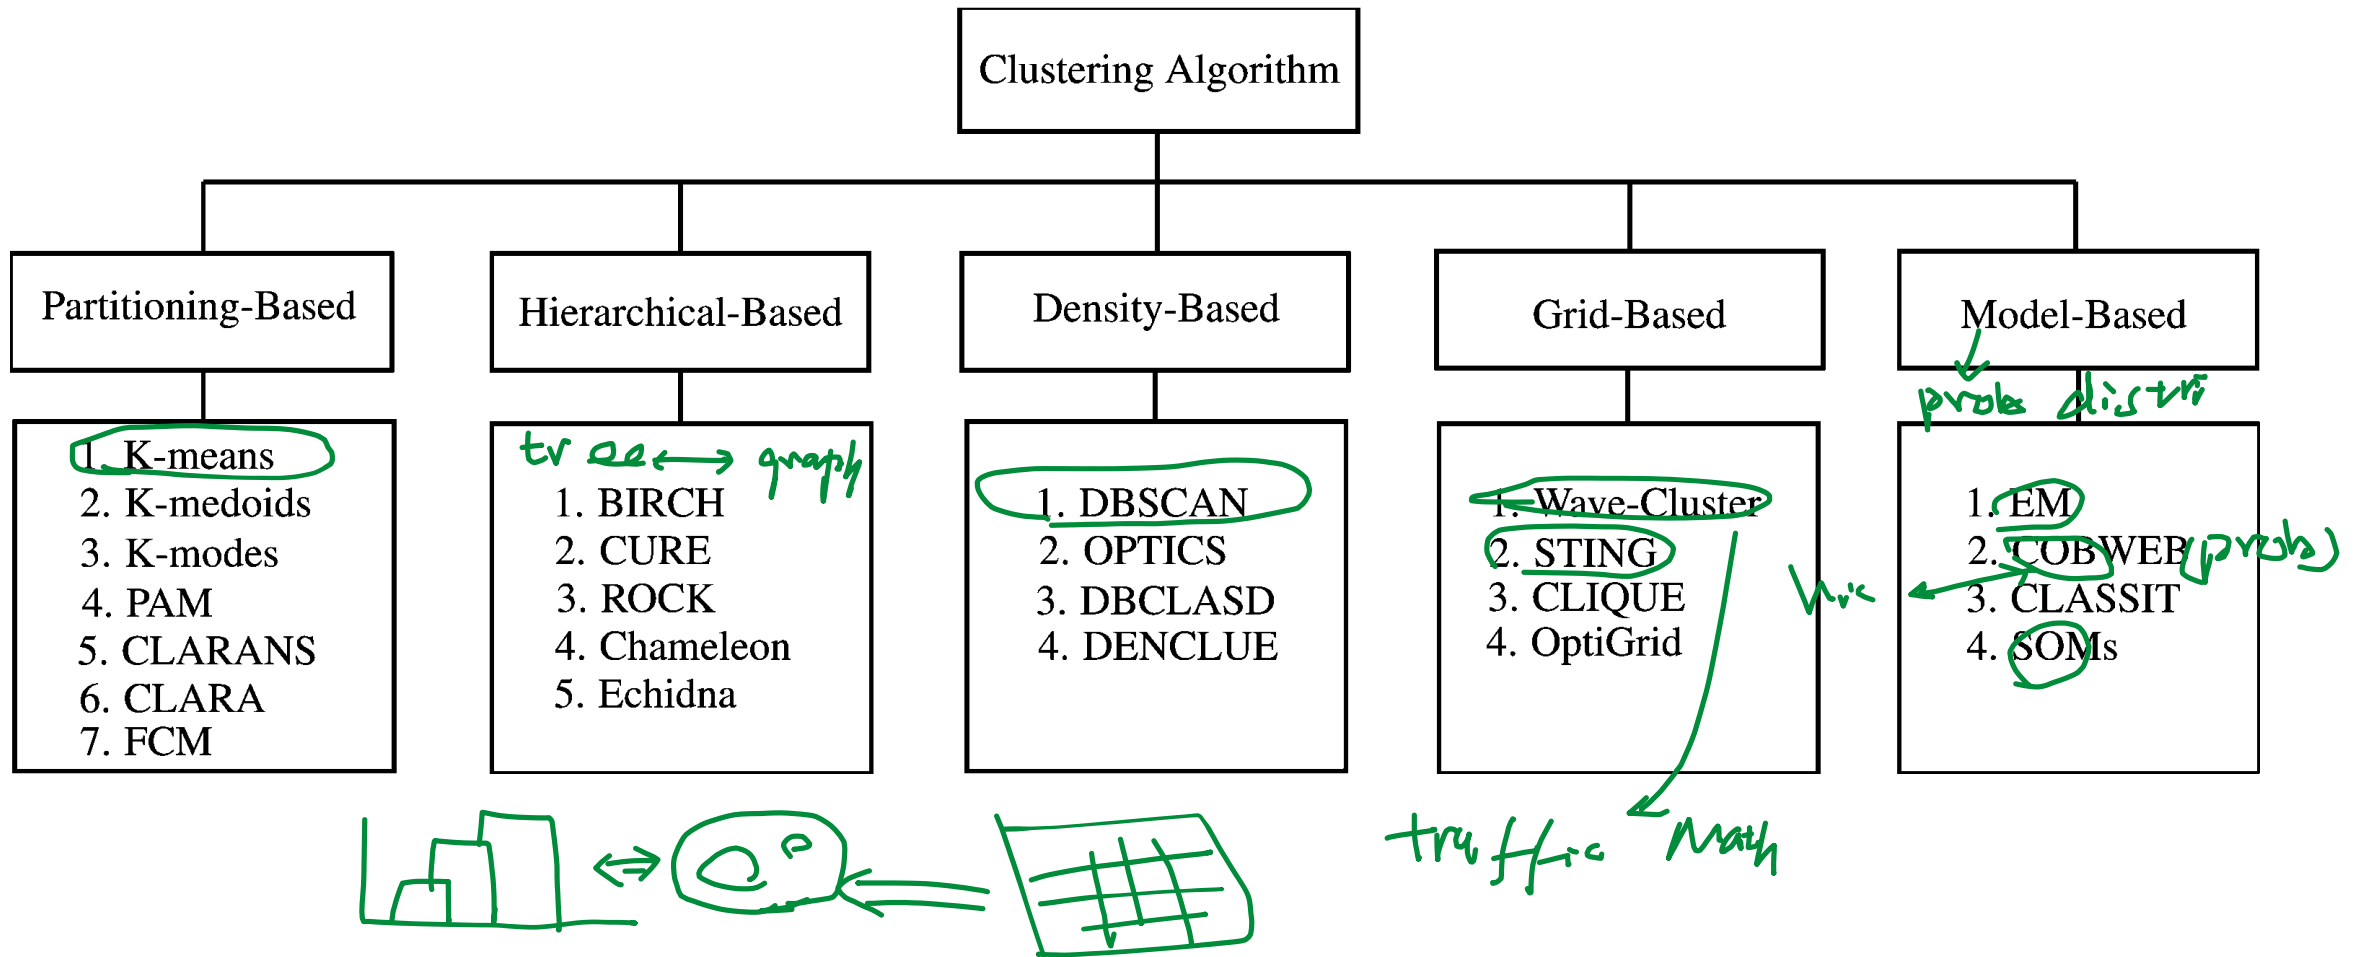 Clustering Algorithm
Partitioning-Based
Hierarchical-Based
Density-Based
Grid-Based
Model-Based
prob distri
1. K-means
2. K-medoids
3. K-modes
4. PAM
5. CLARANS
6. CLARA
7. FCM
tree graph
1. BIRCH
2. CURE
3. ROCK
4. Chameleon
5. Echidna
1. DBSCAN
2. OPTICS
3. DBCLASD
4. DENCLUE
1. Wave-Cluster
2. STING
3. CLIQUE
4. OptiGrid
1. EM
2. COBWEB (prob)
3. CLASSIT
4. SOMs
traffic Math